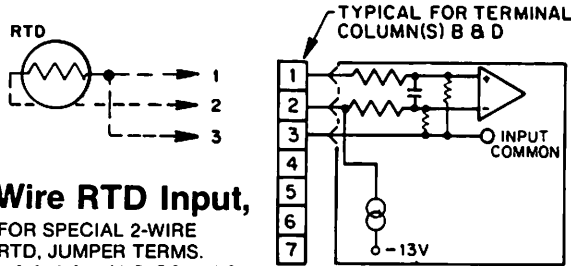 TYPICAL FOR TERMINAL
COLUMN(S) B & D
RTD
1
2
3
1
2
3
4
5
6
7
+
-
INPUT
COMMON
-13V
Wire RTD Input,
FOR SPECIAL 2-WIRE
RTD, JUMPER TERMS.